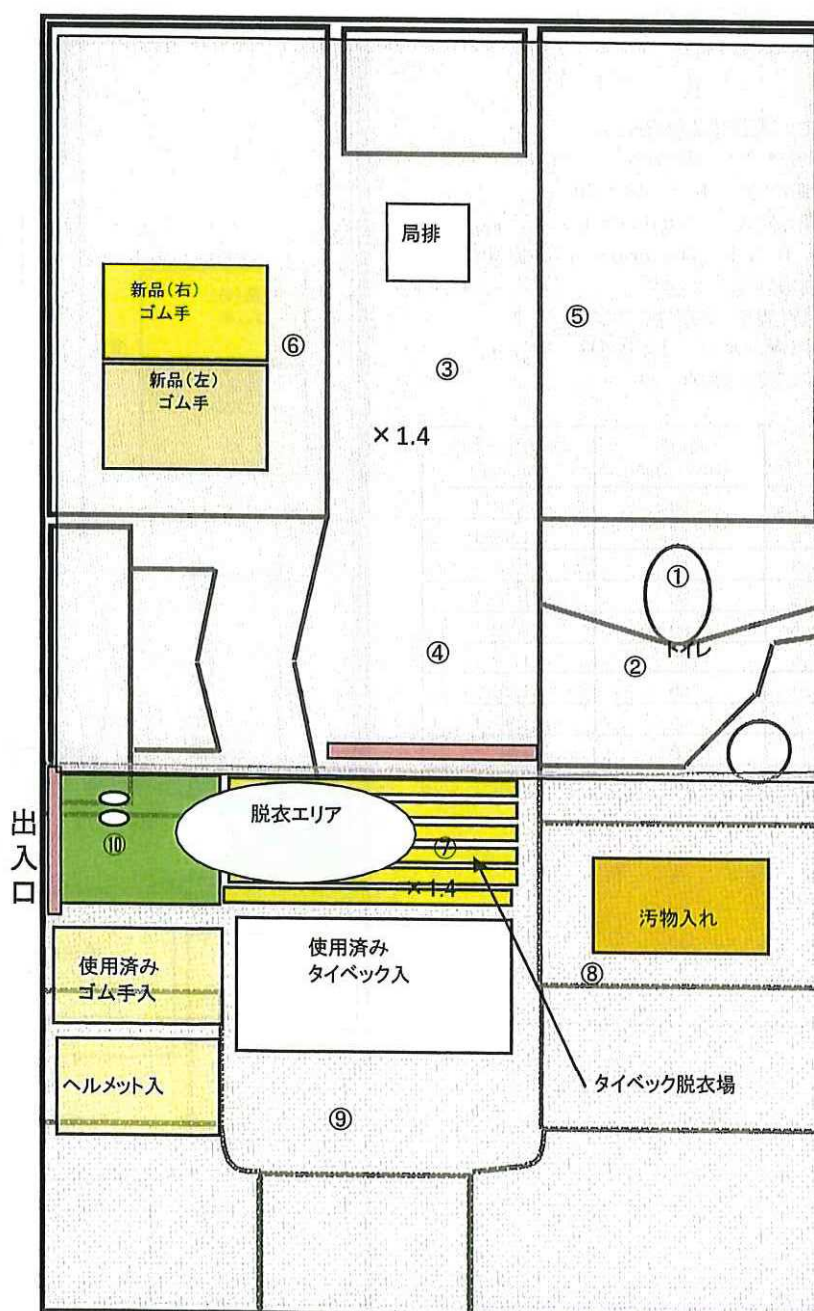 局排
新品(右)
ゴム手
⑥
⑤
③
新品(左)
ゴム手
×1.4
①
トイレ
②
④
出入口
脱衣エリア
⑩
⑦
×1.4
汚物入れ
使用済み
タイベック入
使用済み
ゴム手入
⑧
ヘルメット入
タイベック脱衣場
⑨